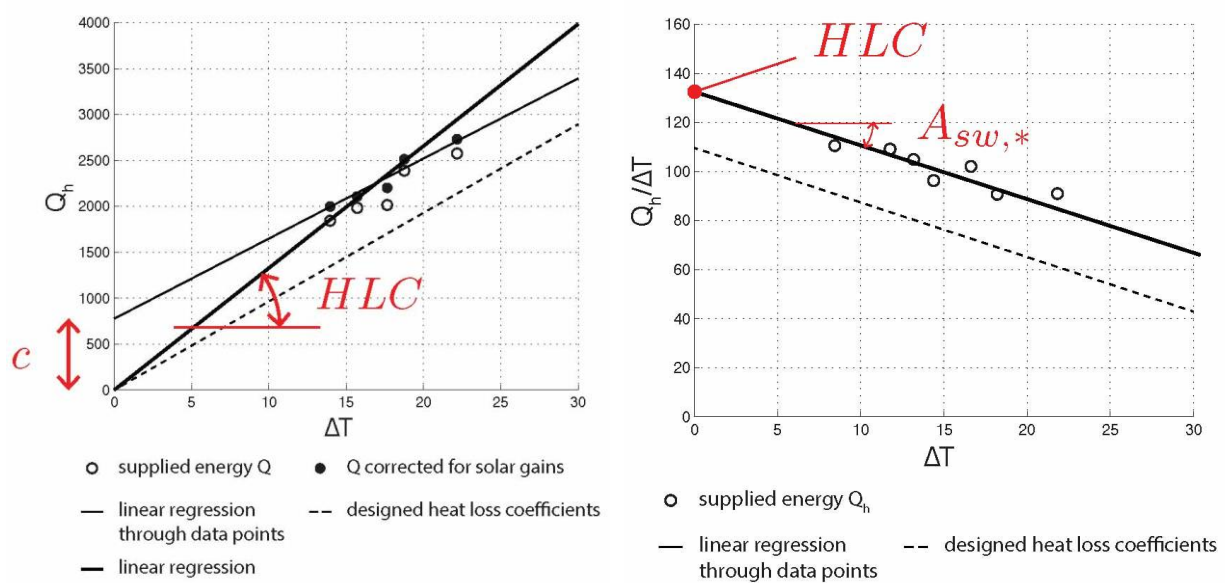 4000
3500
3000
2500
2000
1500
1000
500
0
Q_h
HLC
c
0 5 10 15 20 25 30
ΔT
supplied energy Q
Q corrected for solar gains
linear regression
through data points
designed heat loss coefficients
linear regression
160
140
120
100
80
60
40
20
0
Q_h/ΔT
HLC
A_{sw,*}
0 5 10 15 20 25 30
ΔT
supplied energy Q_h
linear regression
through data points
designed heat loss coefficients